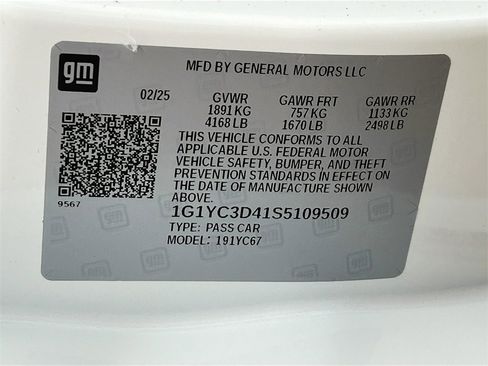 gm
MFD BY GENERAL MOTORS LLC
02/25 GVWR GAWR FRT GAWR RR
1891 KG 757 KG 1133 KG
4168 LB 1670 LB 2498 LB
THIS VEHICLE CONFORMS TO ALL
APPLICABLE U.S. FEDERAL MOTOR
VEHICLE SAFETY, BUMPER, AND THEFT
PREVENTION STANDARDS IN EFFECT ON
THE DATE OF MANUFACTURE SHOWN
ABOVE.
9567
1G1YC3D41S5109509
TYPE: PASS CAR
MODEL: 191YC67